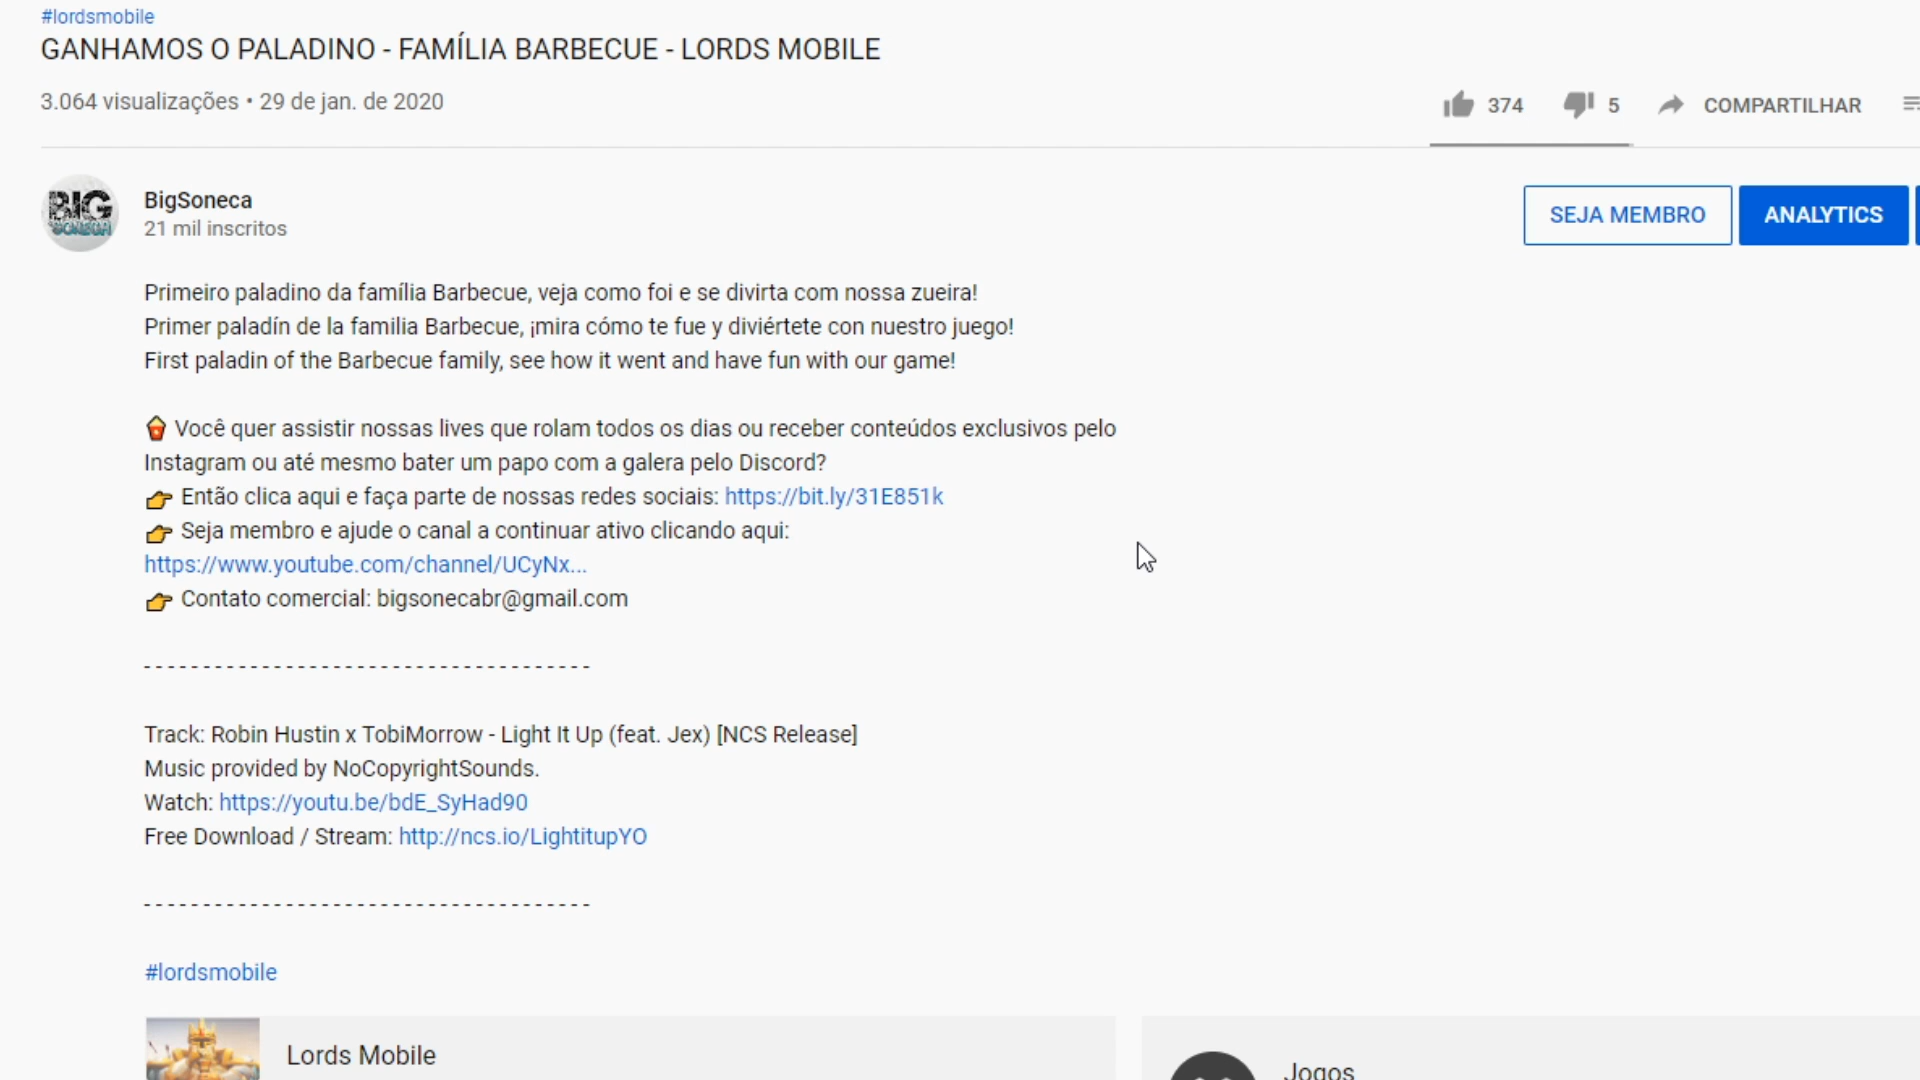 #lordsmobile
GANHAMOS O PALADINO - FAMÍLIA BARBECUE - LORDS MOBILE
3.064 visualizações • 29 de jan. de 2020
374 5 COMPARTILHAR
BIG
BigSoneca
21 mil inscritos
SEJA MEMBRO ANALYTICS
Primeiro paladino da família Barbecue, veja como foi e se divirta com nossa zueira!
Primer paladín de la familia Barbecue, ¡mira cómo te fue y diviértete con nuestro juego!
First paladin of the Barbecue family, see how it went and have fun with our game!
🍿 Você quer assistir nossas lives que rolam todos os dias ou receber conteúdos exclusivos pelo
Instagram ou até mesmo bater um papo com a galera pelo Discord?
👉 Então clica aqui e faça parte de nossas redes sociais: https://bit.ly/31E851k
👉 Seja membro e ajude o canal a continuar ativo clicando aqui:
https://www.youtube.com/channel/UCyNx...
👉 Contato comercial: bigsonecabr@gmail.com
- - - - - - - - - - - - - - - - - - - - - - - - - - - - - - - - - - - - - -
Track: Robin Hustin x TobiMorrow - Light It Up (feat. Jex) [NCS Release]
Music provided by NoCopyrightSounds.
Watch: https://youtu.be/bdE_SyHad90
Free Download / Stream: http://ncs.io/LightitupYO
- - - - - - - - - - - - - - - - - - - - - - - - - - - - - - - - - - - - - -
#lordsmobile
Lords Mobile
Jogos